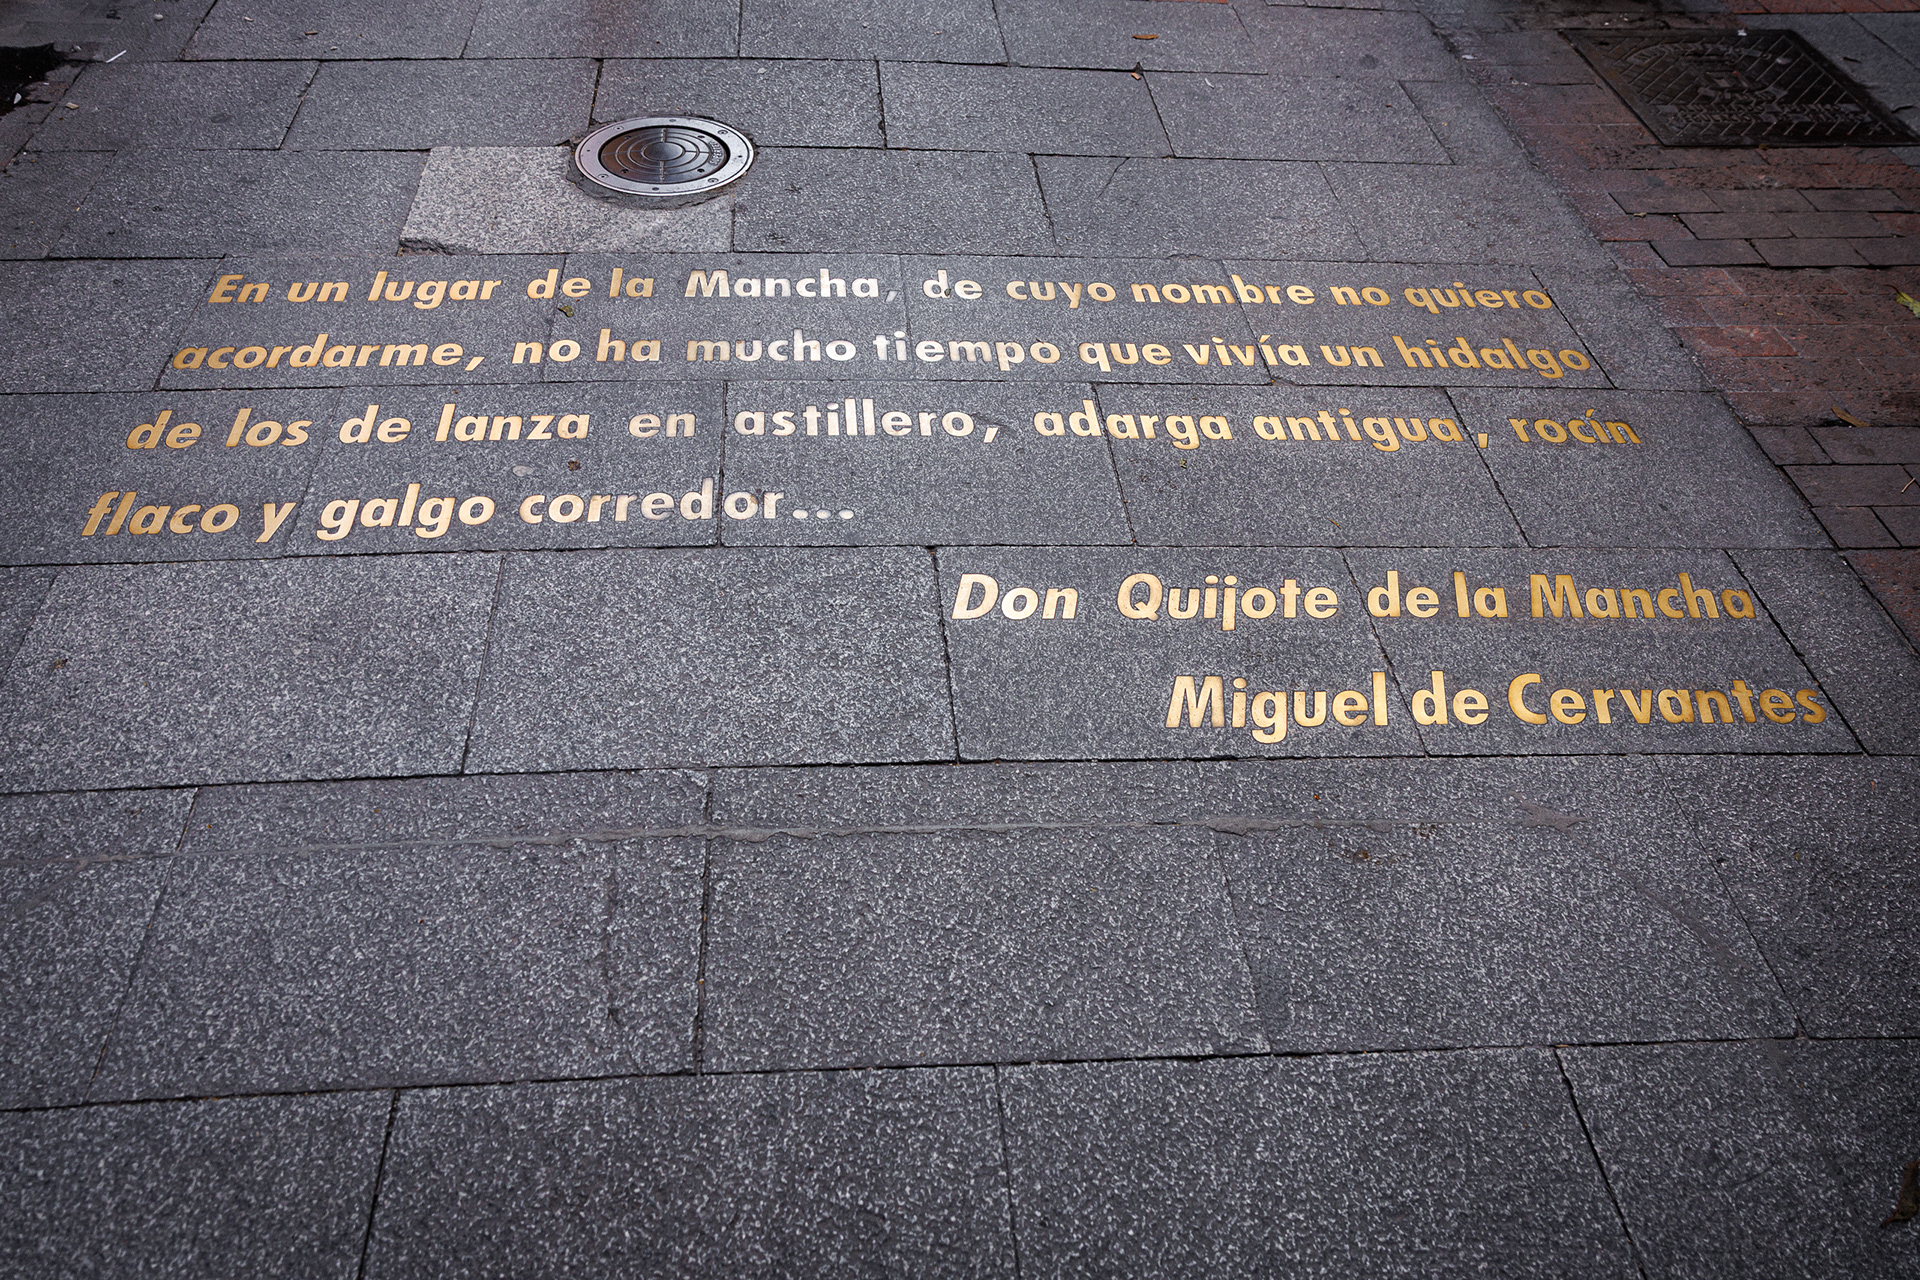 En un lugar de la Mancha, de cuyo nombre no quiero
acordarme, no ha mucho tiempo que vivía un hidalgo
de los de lanza en astillero, adarga antigua, rocín
flaco y galgo corredor...
Don Quijote de la Mancha
Miguel de Cervantes